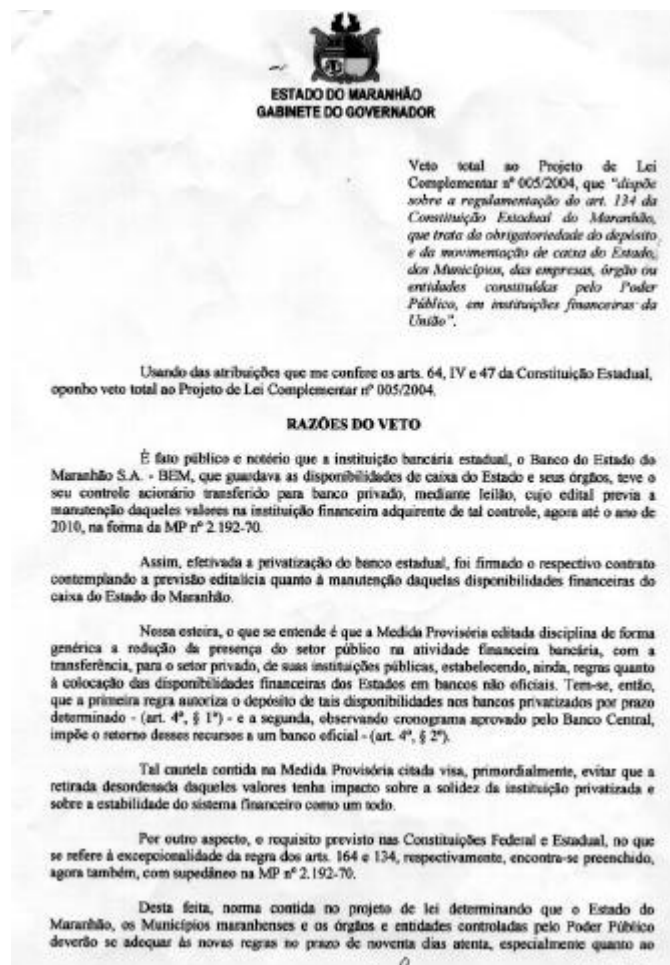 ESTADO DO MARANHÃO
GABINETE DO GOVERNADOR
Veto total ao Projeto de Lei
Complementar nº 005/2004, que "dispõe
sobre a regulamentação do art. 134 da
Constituição Estadual do Maranhão,
que trata da obrigatoriedade do depósito
e da movimentação de caixa do Estado,
dos Municípios, das empresas, órgão ou
entidades constituídas pelo Poder
Público, em instituições financeiras da
União".
Usando das atribuições que me confere os arts. 64, IV e 47 da Constituição Estadual,
oponho veto total ao Projeto de Lei Complementar nº 005/2004.
RAZÕES DO VETO
É fato público e notório que a instituição bancária estadual, o Banco do Estado do
Maranhão S.A. - BEM, que guardava as disponibilidades de caixa do Estado e seus órgãos, teve o
seu controle acionário transferido para banco privado, mediante leilão, cujo edital previa a
manutenção daqueles valores na instituição financeira adquirente de tal controle, agora até o ano de
2010, na forma da MP nº 2.192-70.
Assim, efetivada a privatização do banco estadual, foi firmado o respectivo contrato
contemplando a previsão editalícia quanto à manutenção daquelas disponibilidades financeiras do
caixa do Estado do Maranhão.
Nessa esteira, o que se entende é que a Medida Provisória editada disciplina de forma
genérica a redução da presença do setor público na atividade financeira bancária, com a
transferência, para o setor privado, de suas instituições públicas, estabelecendo, ainda, regras quanto
à colocação das disponibilidades financeiras dos Estados em bancos não oficiais. Tem-se, então,
que a primeira regra autoriza o depósito de tais disponibilidades nos bancos privatizados por prazo
determinado - (art. 4º, § 1º) - e a segunda, observando cronograma aprovado pelo Banco Central,
impõe o retorno desses recursos a um banco oficial - (art. 4º, § 2º).
Tal cautela contida na Medida Provisória citada visa, primordialmente, evitar que a
retirada desordenada daqueles valores tenha impacto sobre a solidez da instituição privatizada e
sobre a estabilidade do sistema financeiro como um todo.
Por outro aspecto, o requisito previsto nas Constituições Federal e Estadual, no que
se refere à excepcionalidade da regra dos arts. 164 e 134, respectivamente, encontra-se preenchido,
agora também, com supedâneo na MP nº 2.192-70.
Desta feita, norma contida no projeto de lei determinando que o Estado do
Maranhão, os Municípios maranhenses e os órgãos e entidades controladas pelo Poder Público
deverão se adequar às novas regras no prazo de noventa dias atenta, especialmente quanto ao